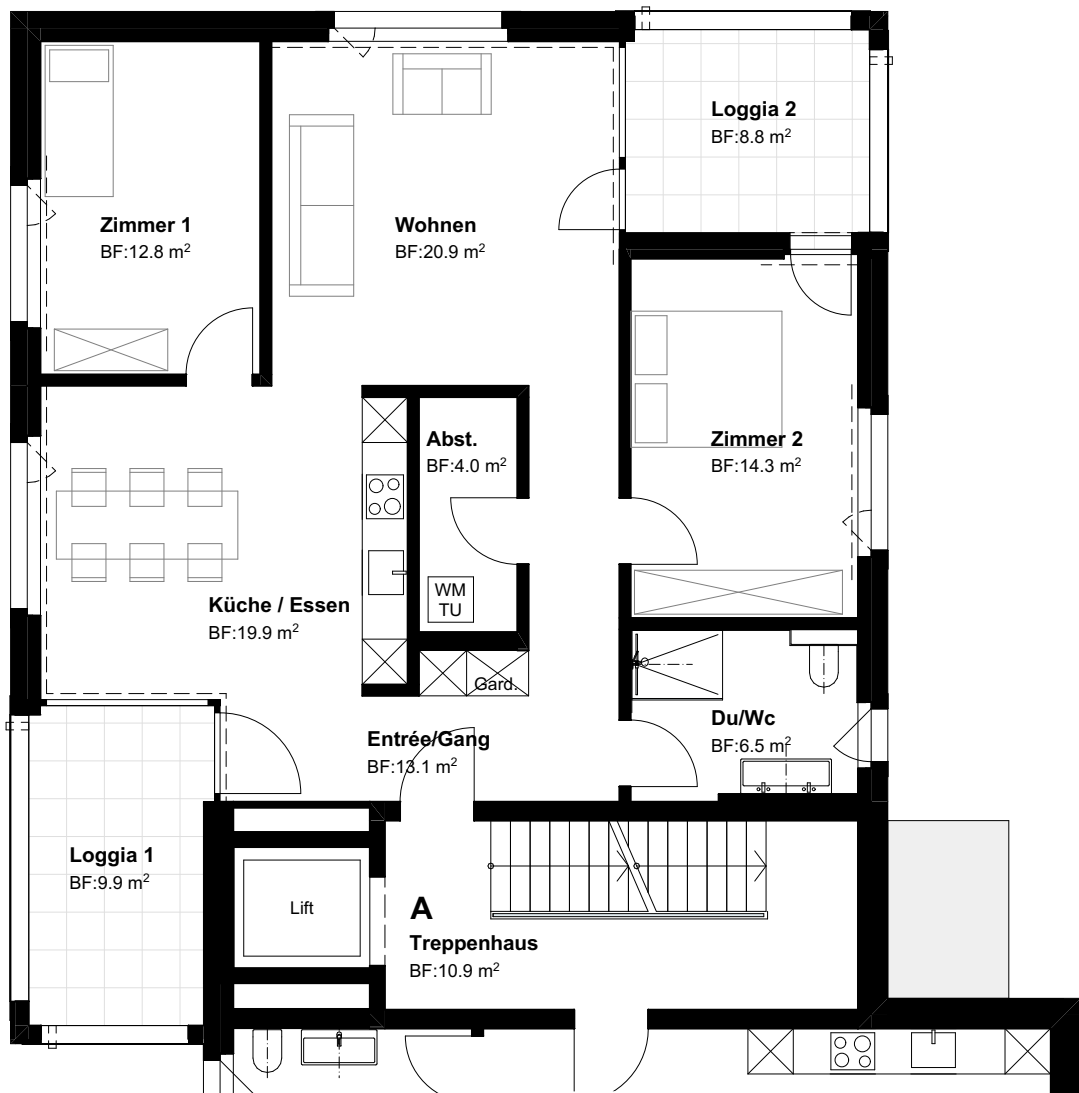 Loggia 2
BF:8.8 m²
Zimmer 1
BF:12.8 m²
Wohnen
BF:20.9 m²
Abst.
BF:4.0 m²
Zimmer 2
BF:14.3 m²
WM
TU
Küche / Essen
BF:19.9 m²
Gard.
Entrée/Gang
BF:13.1 m²
Du/Wc
BF:6.5 m²
Loggia 1
BF:9.9 m²
Lift
A
Treppenhaus
BF:10.9 m²